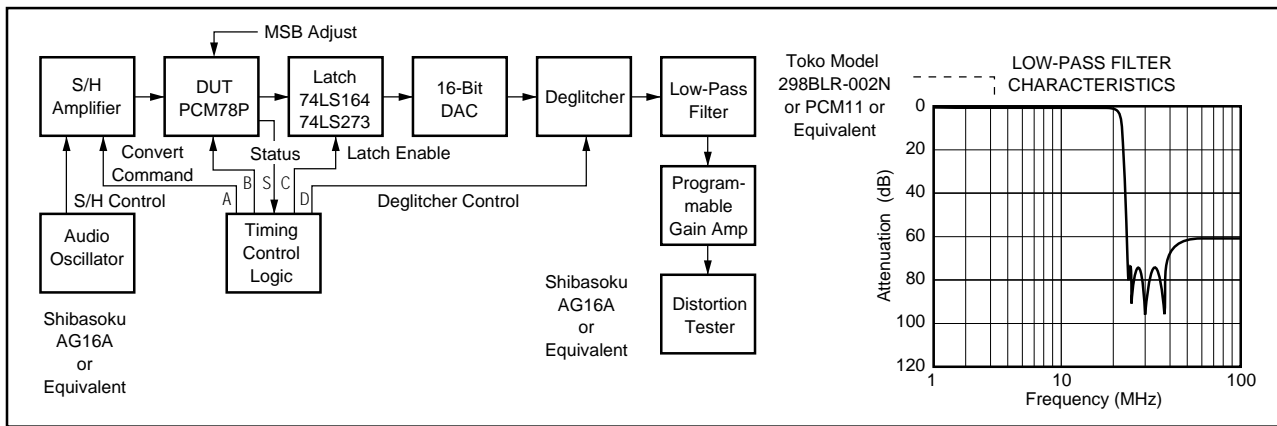 MSB Adjust
S/H
Amplifier
DUT
PCM78P
Latch
74LS164
74LS273
16-Bit
DAC
Deglitcher
Low-Pass
Filter
Toko Model
298BLR-002N
or PCM11 or
Equivalent
Convert
Command
Status
Latch Enable
S/H Control
A
B
S
C
D
Deglitcher Control
Audio
Oscillator
Timing
Control
Logic
Program-
mable
Gain Amp
Distortion
Tester
Shibasoku
AG16A
or
Equivalent
Shibasoku
AG16A
or
Equivalent
LOW-PASS FILTER
CHARACTERISTICS
0
20
40
60
80
100
120
Attenuation (dB)
1
10
100
Frequency (MHz)